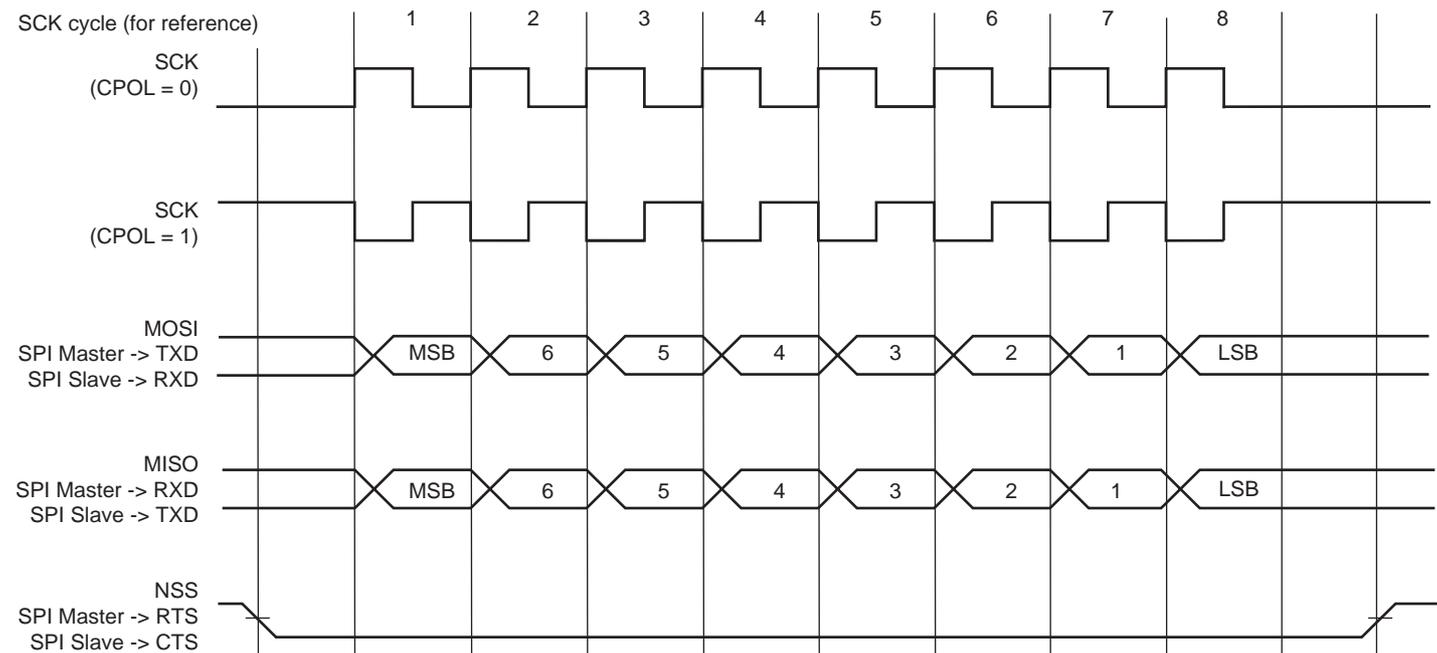 SCK cycle (for reference)
1 2 3 4 5 6 7 8
SCK
(CPOL = 0)
SCK
(CPOL = 1)
MOSI
SPI Master -> TXD
SPI Slave -> RXD
MSB 6 5 4 3 2 1 LSB
MISO
SPI Master -> RXD
SPI Slave -> TXD
MSB 6 5 4 3 2 1 LSB
NSS
SPI Master -> RTS
SPI Slave -> CTS